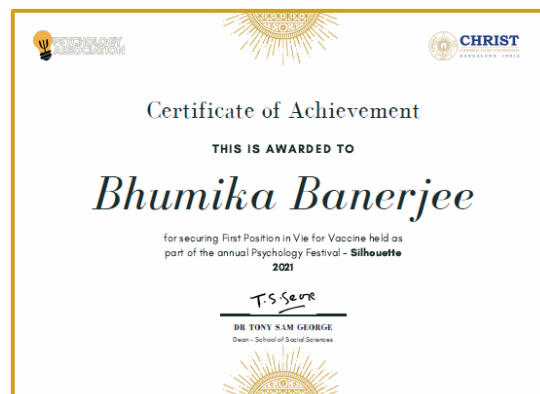 PSYCHOLOGY
ASSOCIATION
CHRIST
BENGALURU · INDIA
Certificate of Achievement
THIS IS AWARDED TO
Bhumika Banerjee
for securing First Position in Vie for Vaccine held as
part of the annual Psychology Festival - Silhouette
2021
DR TONY SAM GEORGE
Dean - School of Social Sciences